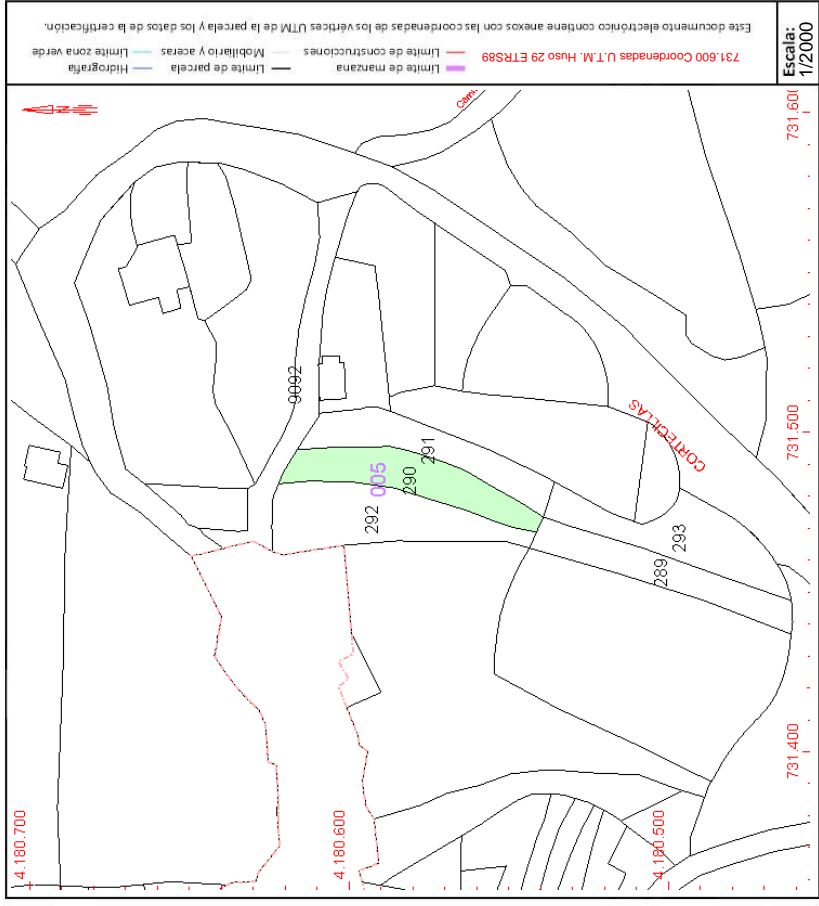 Este documento electrónico contiene anexos con las coordenadas de los vértices UTM de la parcela y los datos de la certificación.
731.600 Coordenadas U.T.M. Huso 29 ETRS89
Límite de manzana
Límite de construcciones
Límite de parcela
Mobiliario y aceras
Hidrografía
Límite zona verde
Escala:
1/2000
731.600
731.500
731.400
4.180.700
4.180.600
4.180.500
9092
005
290
291
292
293
289
CORTECILLAS
N